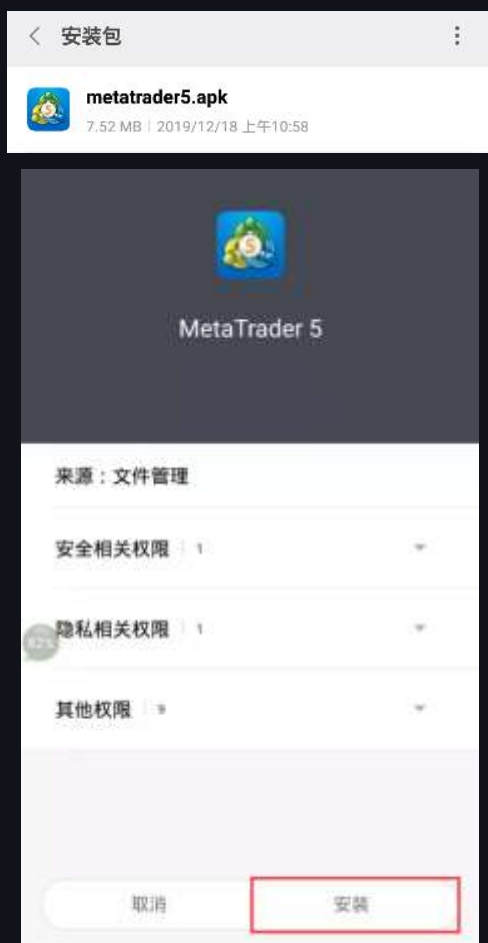 安装包
metatrader5.apk
7.52 MB | 2019/12/18 上午10:58
MetaTrader 5
来源：文件管理
安全相关权限 | 1
隐私相关权限 | 1
其他权限 | 9
取消
安装